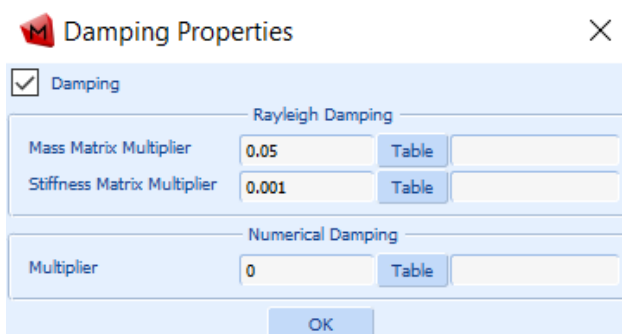 Damping Properties
Damping
Rayleigh Damping
Mass Matrix Multiplier 0.05 Table
Stiffness Matrix Multiplier 0.001 Table
Numerical Damping
Multiplier 0 Table
OK